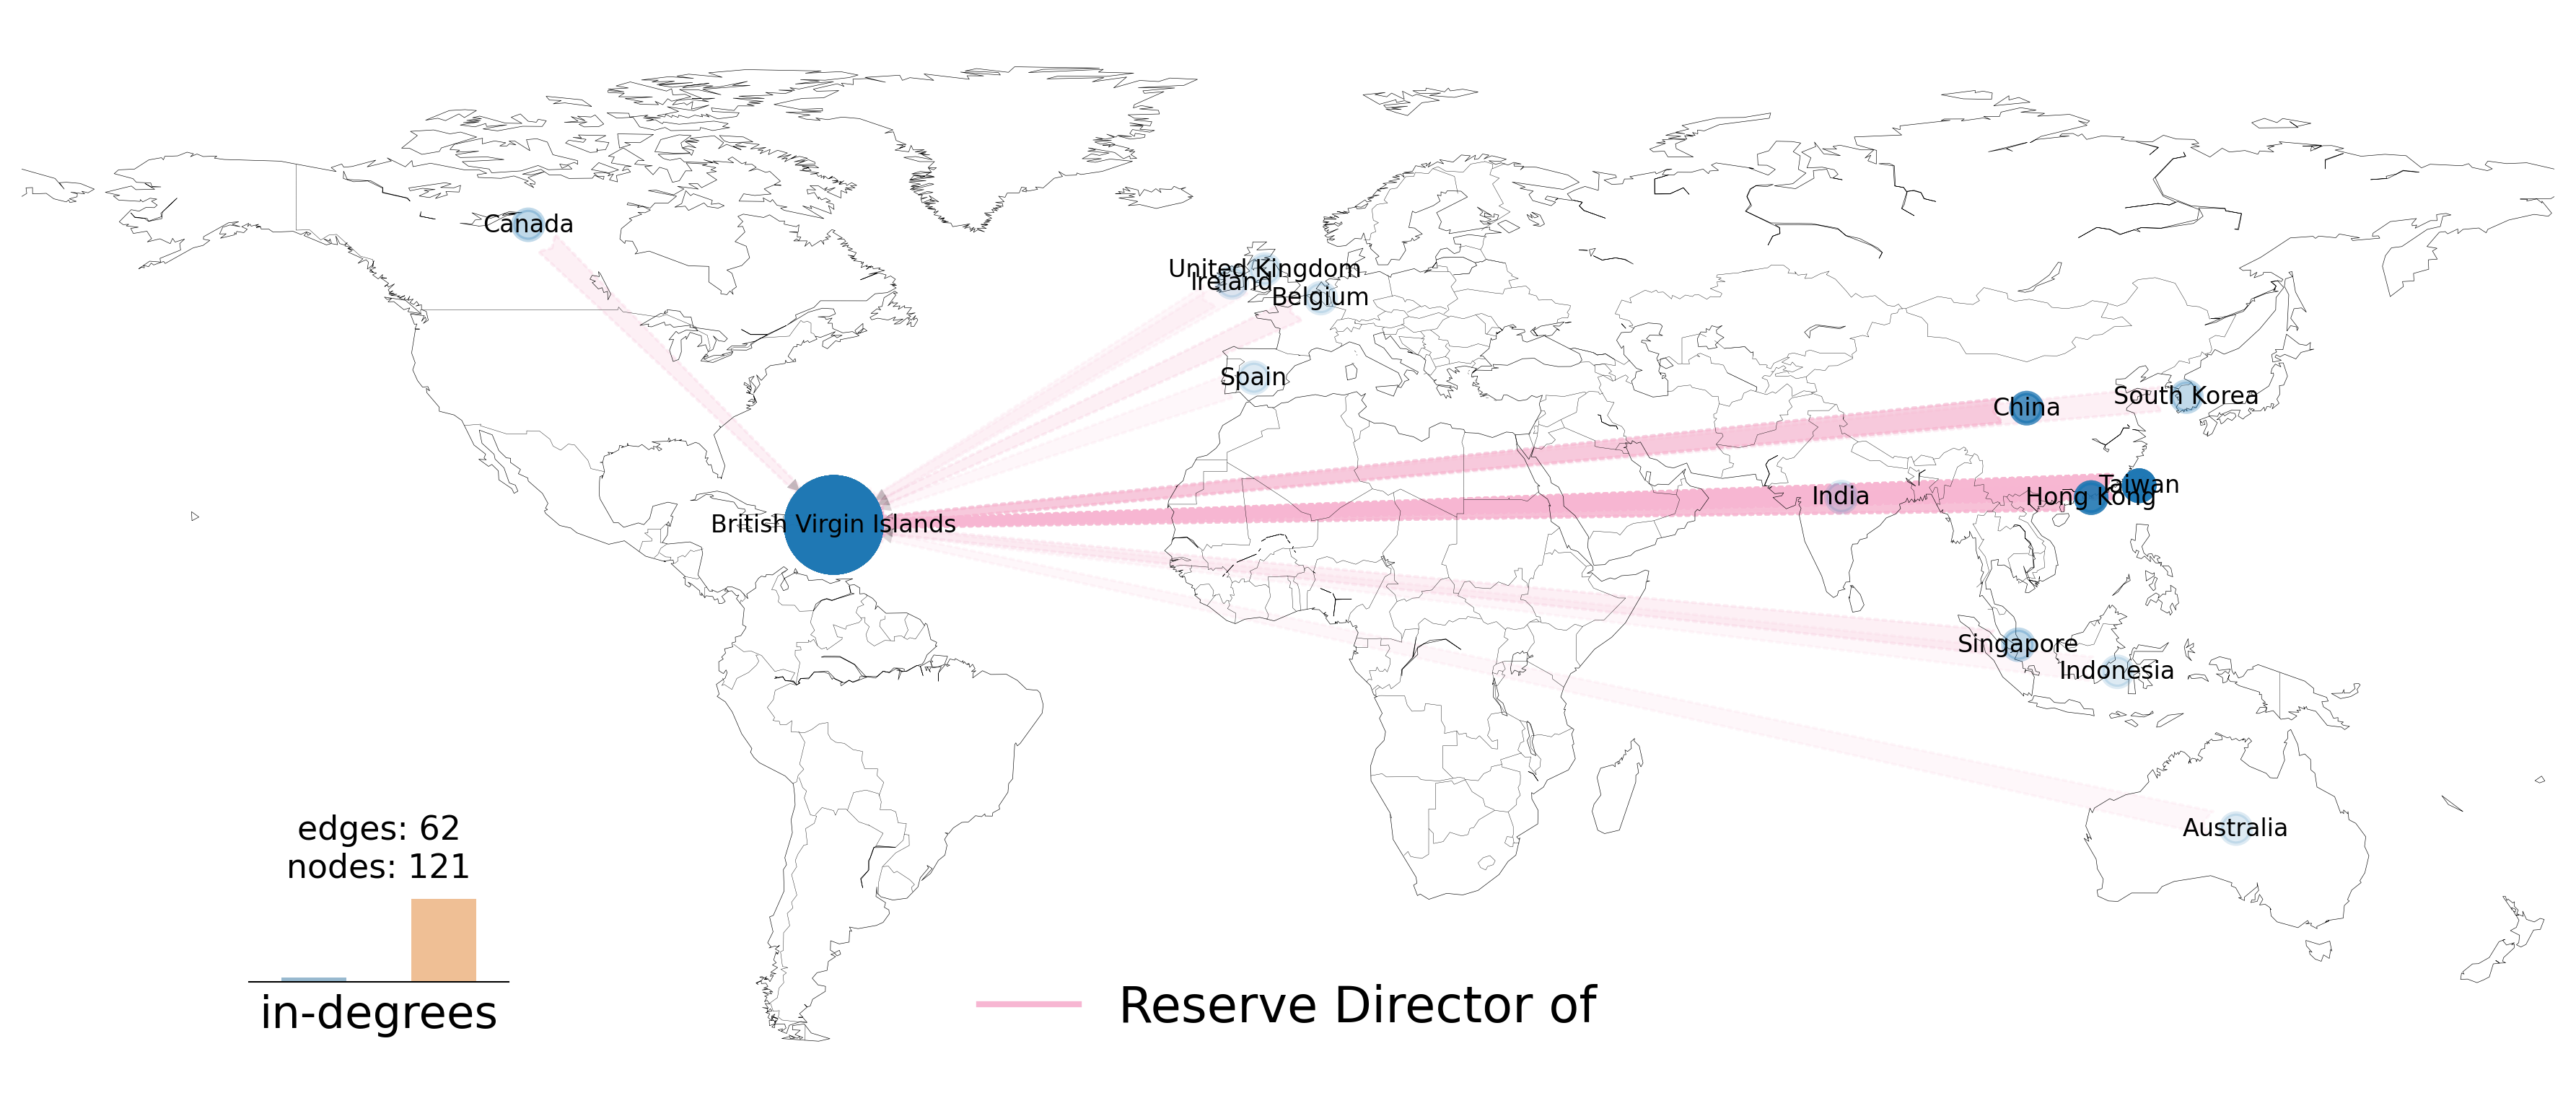 Canada
United Kingdom
Ireland
Belgium
Spain
South Korea
China
Taiwan
India
Hong Kong
British Virgin Islands
Singapore
Indonesia
Australia
edges: 62
nodes: 121
in-degrees
Reserve Director of